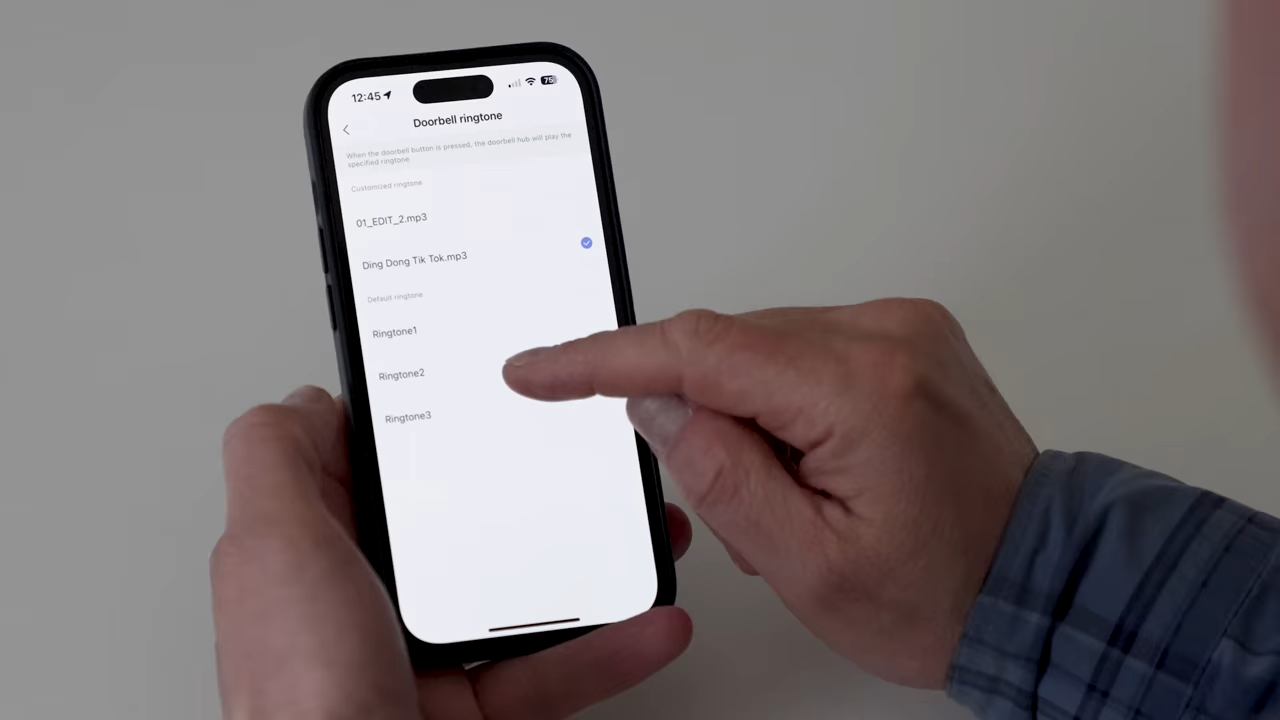 12:45
75
Doorbell ringtone
When the doorbell button is pressed, the doorbell hub will play the
specified ringtone
Customized ringtone
01_EDIT_2.mp3
Ding Dong Tik Tok.mp3
Default ringtone
Ringtone1
Ringtone2
Ringtone3